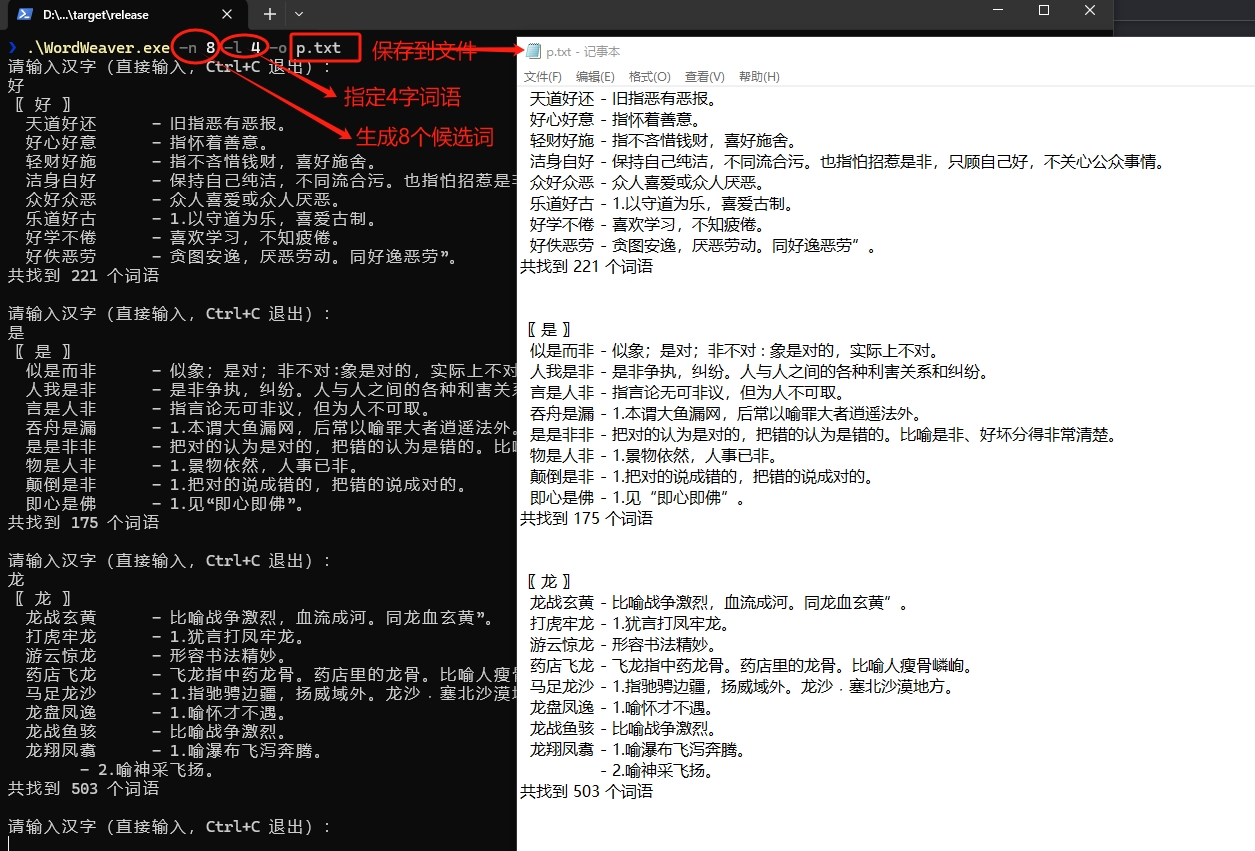 D:\...\target\release
❯ .\WordWeaver.exe -n 8 -l 4 -o p.txt
保存到文件
指定4字词语
生成8个候选词
请输入汉字（直接输入，Ctrl+C 退出）:
好
〖 好 〗
天道好还 - 旧指恶有恶报。
好心好意 - 指怀着善意。
轻财好施 - 指不吝惜钱财，喜好施舍。
洁身自好 - 保持自己纯洁，不同流合污。也指怕招惹是非
众好众恶 - 众人喜爱或众人厌恶。
乐道好古 - 1.以守道为乐，喜爱古制。
好学不倦 - 喜欢学习，不知疲倦。
好佚恶劳 - 贪图安逸，厌恶劳动。同好逸恶劳”。
共找到 221 个词语
请输入汉字（直接输入，Ctrl+C 退出）:
是
〖 是 〗
似是而非 - 似象；是对；非不对:象是对的，实际上不对
人我是非 - 是非争执，纠纷。人与人之间的各种利害关系
言是人非 - 指言论无可非议，但为人不可取。
吞舟是漏 - 1.本谓大鱼漏网，后常以喻罪大者逍遥法外。
是是非非 - 把对的认为是对的，把错的认为是错的。比喻
物是人非 - 1.景物依然，人事已非。
颠倒是非 - 1.把对的说成错的，把错的说成对的。
即心是佛 - 1.见“即心即佛”。
共找到 175 个词语
请输入汉字（直接输入，Ctrl+C 退出）:
龙
〖 龙 〗
龙战玄黄 - 比喻战争激烈，血流成河。同龙血玄黄”。
打虎牢龙 - 1.犹言打凤牢龙。
游云惊龙 - 形容书法精妙。
药店飞龙 - 飞龙指中药龙骨。药店里的龙骨。比喻人瘦骨
马足龙沙 - 1.指驰骋边疆，扬威域外。龙沙﹒塞北沙漠地
龙盘凤逸 - 1.喻怀才不遇。
龙战鱼骇 - 比喻战争激烈。
龙翔凤翥 - 1.喻瀑布飞泻奔腾。
- 2.喻神采飞扬。
共找到 503 个词语
请输入汉字（直接输入，Ctrl+C 退出）:
p.txt - 记事本
文件(F) 编辑(E) 格式(O) 查看(V) 帮助(H)
天道好还 - 旧指恶有恶报。
好心好意 - 指怀着善意。
轻财好施 - 指不吝惜钱财，喜好施舍。
洁身自好 - 保持自己纯洁，不同流合污。也指怕招惹是非，只顾自己好，不关心公众事情。
众好众恶 - 众人喜爱或众人厌恶。
乐道好古 - 1.以守道为乐，喜爱古制。
好学不倦 - 喜欢学习，不知疲倦。
好佚恶劳 - 贪图安逸，厌恶劳动。同好逸恶劳”。
共找到 221 个词语
〖 是 〗
似是而非 - 似象；是对；非不对:象是对的，实际上不对。
人我是非 - 是非争执，纠纷。人与人之间的各种利害关系和纠纷。
言是人非 - 指言论无可非议，但为人不可取。
吞舟是漏 - 1.本谓大鱼漏网，后常以喻罪大者逍遥法外。
是是非非 - 把对的认为是对的，把错的认为是错的。比喻是非、好坏分得非常清楚。
物是人非 - 1.景物依然，人事已非。
颠倒是非 - 1.把对的说成错的，把错的说成对的。
即心是佛 - 1.见“即心即佛”。
共找到 175 个词语
〖 龙 〗
龙战玄黄 - 比喻战争激烈，血流成河。同龙血玄黄”。
打虎牢龙 - 1.犹言打凤牢龙。
游云惊龙 - 形容书法精妙。
药店飞龙 - 飞龙指中药龙骨。药店里的龙骨。比喻人瘦骨嶙峋。
马足龙沙 - 1.指驰骋边疆，扬威域外。龙沙﹒塞北沙漠地方。
龙盘凤逸 - 1.喻怀才不遇。
龙战鱼骇 - 比喻战争激烈。
龙翔凤翥 - 1.喻瀑布飞泻奔腾。
- 2.喻神采飞扬。
共找到 503 个词语